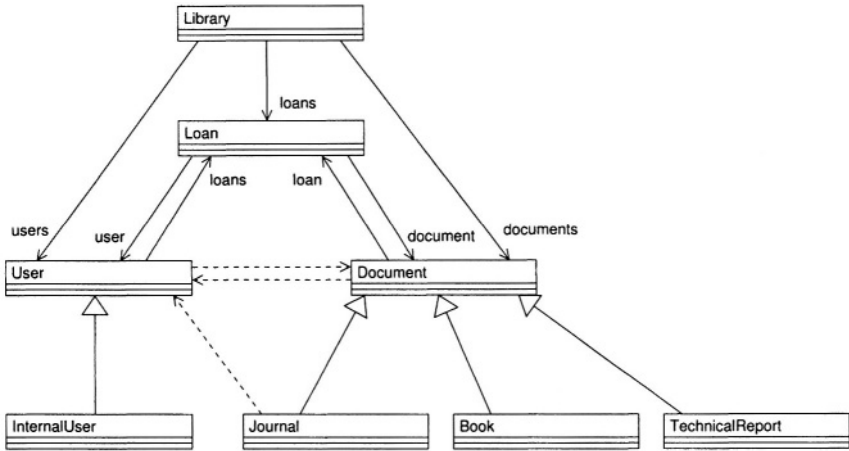 Library
loans
Loan
loans
loan
users
user
document
documents
User
Document
InternalUser
Journal
Book
TechnicalReport